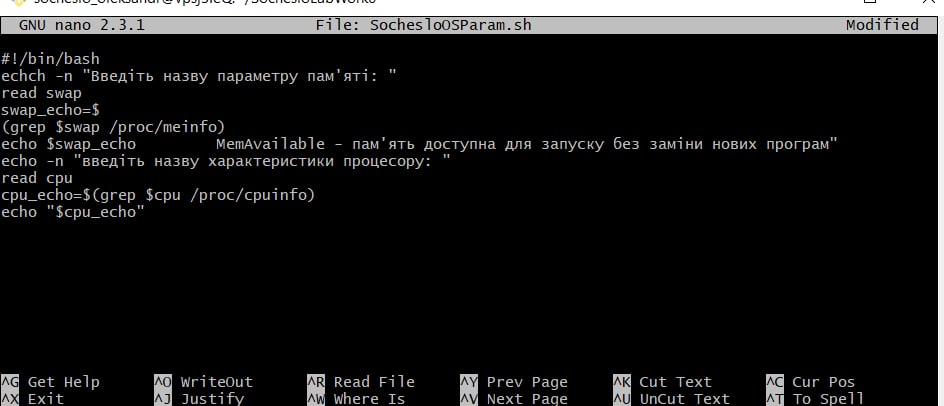 GNU nano 2.3.1 File: SochesloOSParam.sh Modified
#!/bin/bash
echch -n "Введіть назву параметру пам'яті: "
read swap
swap_echo=$
(grep $swap /proc/meinfo)
echo $swap_echo MemAvailable - пам'ять доступна для запуску без заміни нових програм"
echo -n "введіть назву характеристики процесору: "
read cpu
cpu_echo=$(grep $cpu /proc/cpuinfo)
echo "$cpu_echo"
^G Get Help ^O WriteOut ^R Read File ^Y Prev Page ^K Cut Text ^C Cur Pos
^X Exit ^J Justify ^W Where Is ^V Next Page ^U UnCut Text ^T To Spell